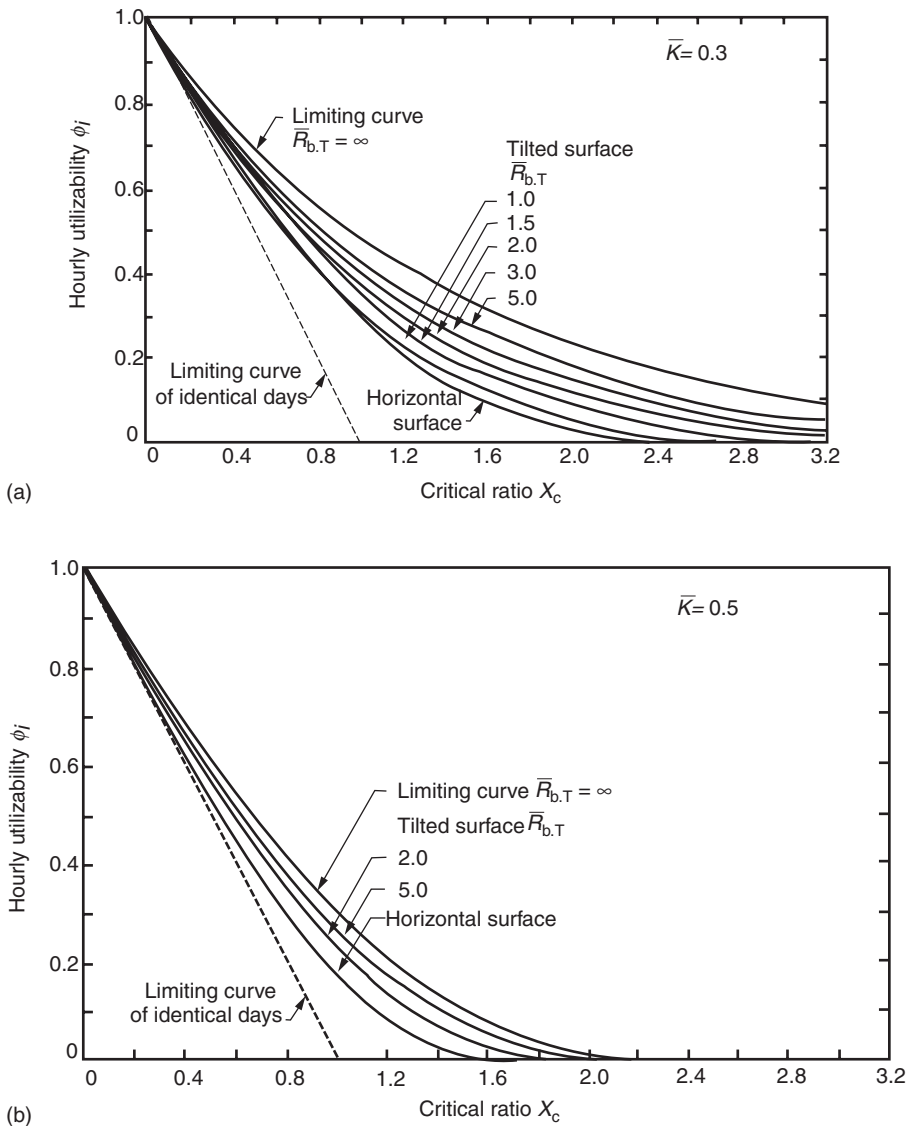 1.0
0.8
0.6
0.4
0.2
0
Hourly utilizability ϕi
K̄= 0.3
Limiting curve
R̄b.T = ∞
Tilted surface
R̄b.T
1.0
1.5
2.0
3.0
5.0
Limiting curve
of identical days
Horizontal
surface
0 0.4 0.8 1.2 1.6 2.0 2.4 2.8 3.2
Critical ratio Xc
(a)
1.0
0.8
0.6
0.4
0.2
0
Hourly utilizability ϕi
K̄= 0.5
Limiting curve R̄b.T = ∞
Tilted surface R̄b.T
2.0
5.0
Horizontal surface
Limiting curve
of identical days
0 0.4 0.8 1.2 1.6 2.0 2.4 2.8 3.2
Critical ratio Xc
(b)